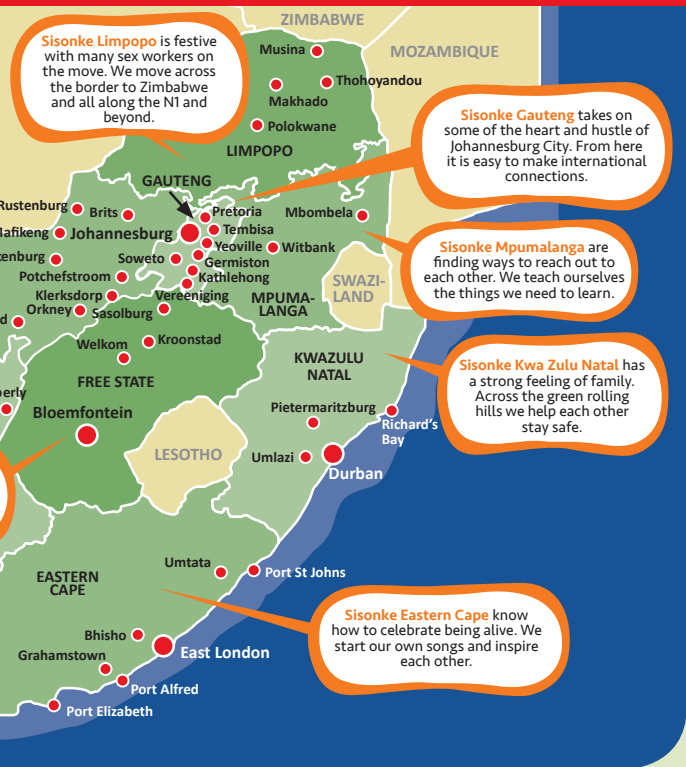 ZIMBABWE
MOZAMBIQUE
Sisonke Limpopo is festive
with many sex workers on
the move. We move across
the border to Zimbabwe
and all along the N1 and
beyond.
Musina
Thohoyandou
Makhado
Polokwane
LIMPOPO
Sisonke Gauteng takes on
some of the heart and hustle of
Johannesburg City. From here
it is easy to make international
connections.
GAUTENG
Rustenburg
Brits
Pretoria
Mbombela
Mafikeng
Johannesburg
Tembisa
Yeoville
Witbank
Soweto
Germiston
Kathlehong
Potchefstroom
Klerksdorp
Vereeniging
Orkney
Sasolburg
MPUMA-
LANGA
SWAZI-
LAND
Sisonke Mpumalanga are
finding ways to reach out to
each other. We teach ourselves
the things we need to learn.
Welkom
Kroonstad
FREE STATE
KWAZULU
NATAL
Sisonke Kwa Zulu Natal has
a strong feeling of family.
Across the green rolling
hills we help each other
stay safe.
Bloemfontein
Pietermaritzburg
Richard's
Bay
LESOTHO
Umlazi
Durban
Umtata
Port St Johns
EASTERN
CAPE
Sisonke Eastern Cape know
how to celebrate being alive. We
start our own songs and inspire
each other.
Bhisho
East London
Grahamstown
Port Alfred
Port Elizabeth